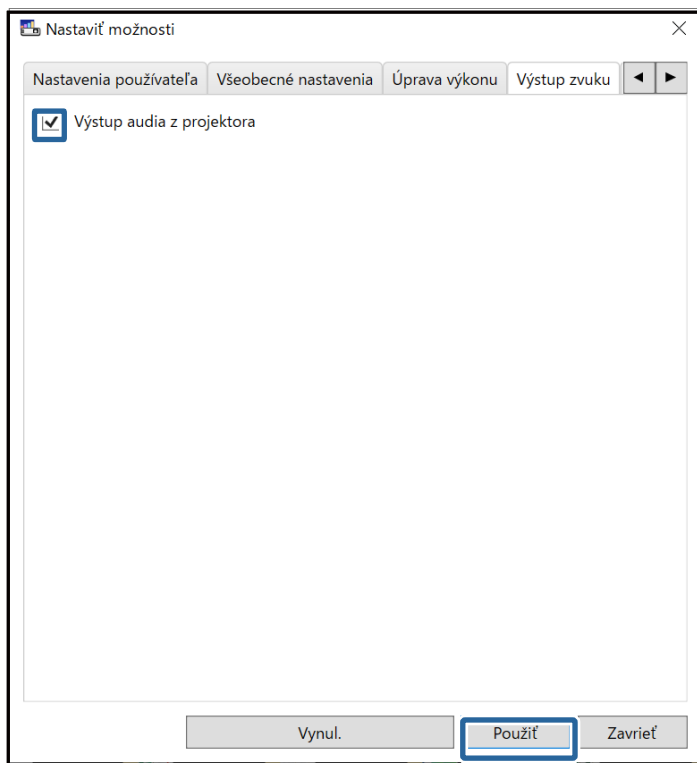 Nastaviť možnosti
Nastavenia používateľa Všeobecné nastavenia Úprava výkonu Výstup zvuku
Výstup audia z projektora
Vynul. Použiť Zavrieť